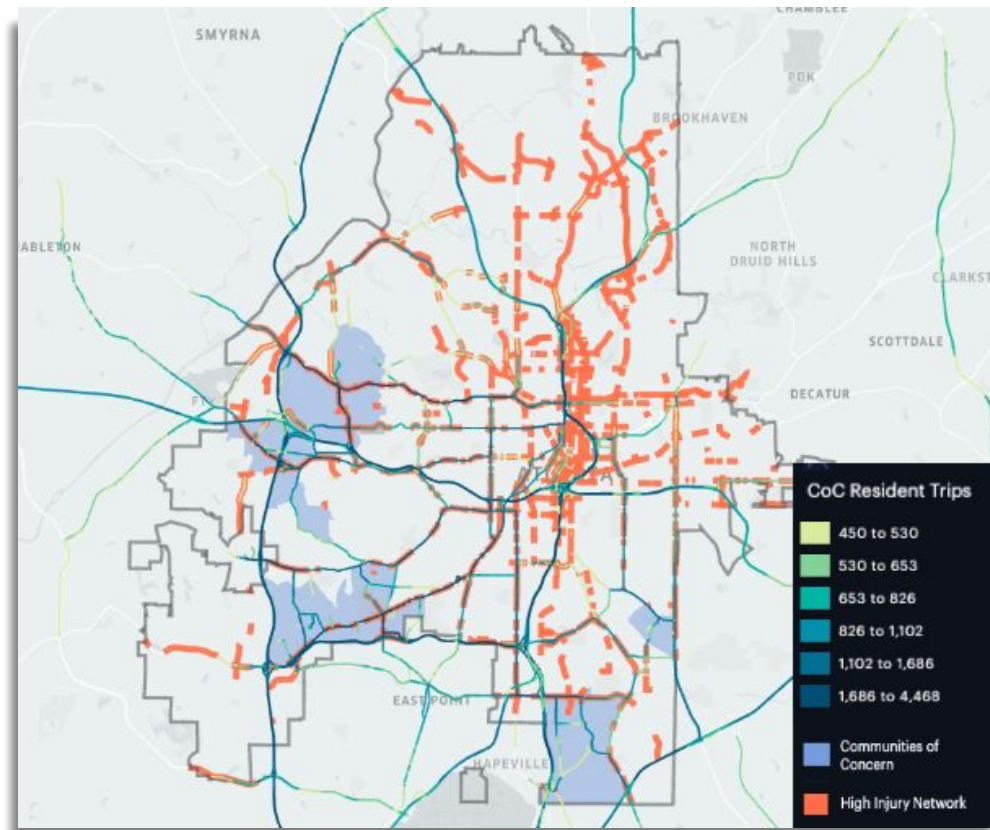 CHAMBLEE
SMYRNA
PDK
BROOKHAVEN
ABLETON
NORTH
DRUID HILLS
CLARKST
SCOTTDALE
DECATUR
CoC Resident Trips
450 to 530
530 to 653
653 to 826
826 to 1,102
1,102 to 1,686
1,686 to 4,468
EAST POINT
Communities of
Concern
HAPEVILLE
High Injury Network